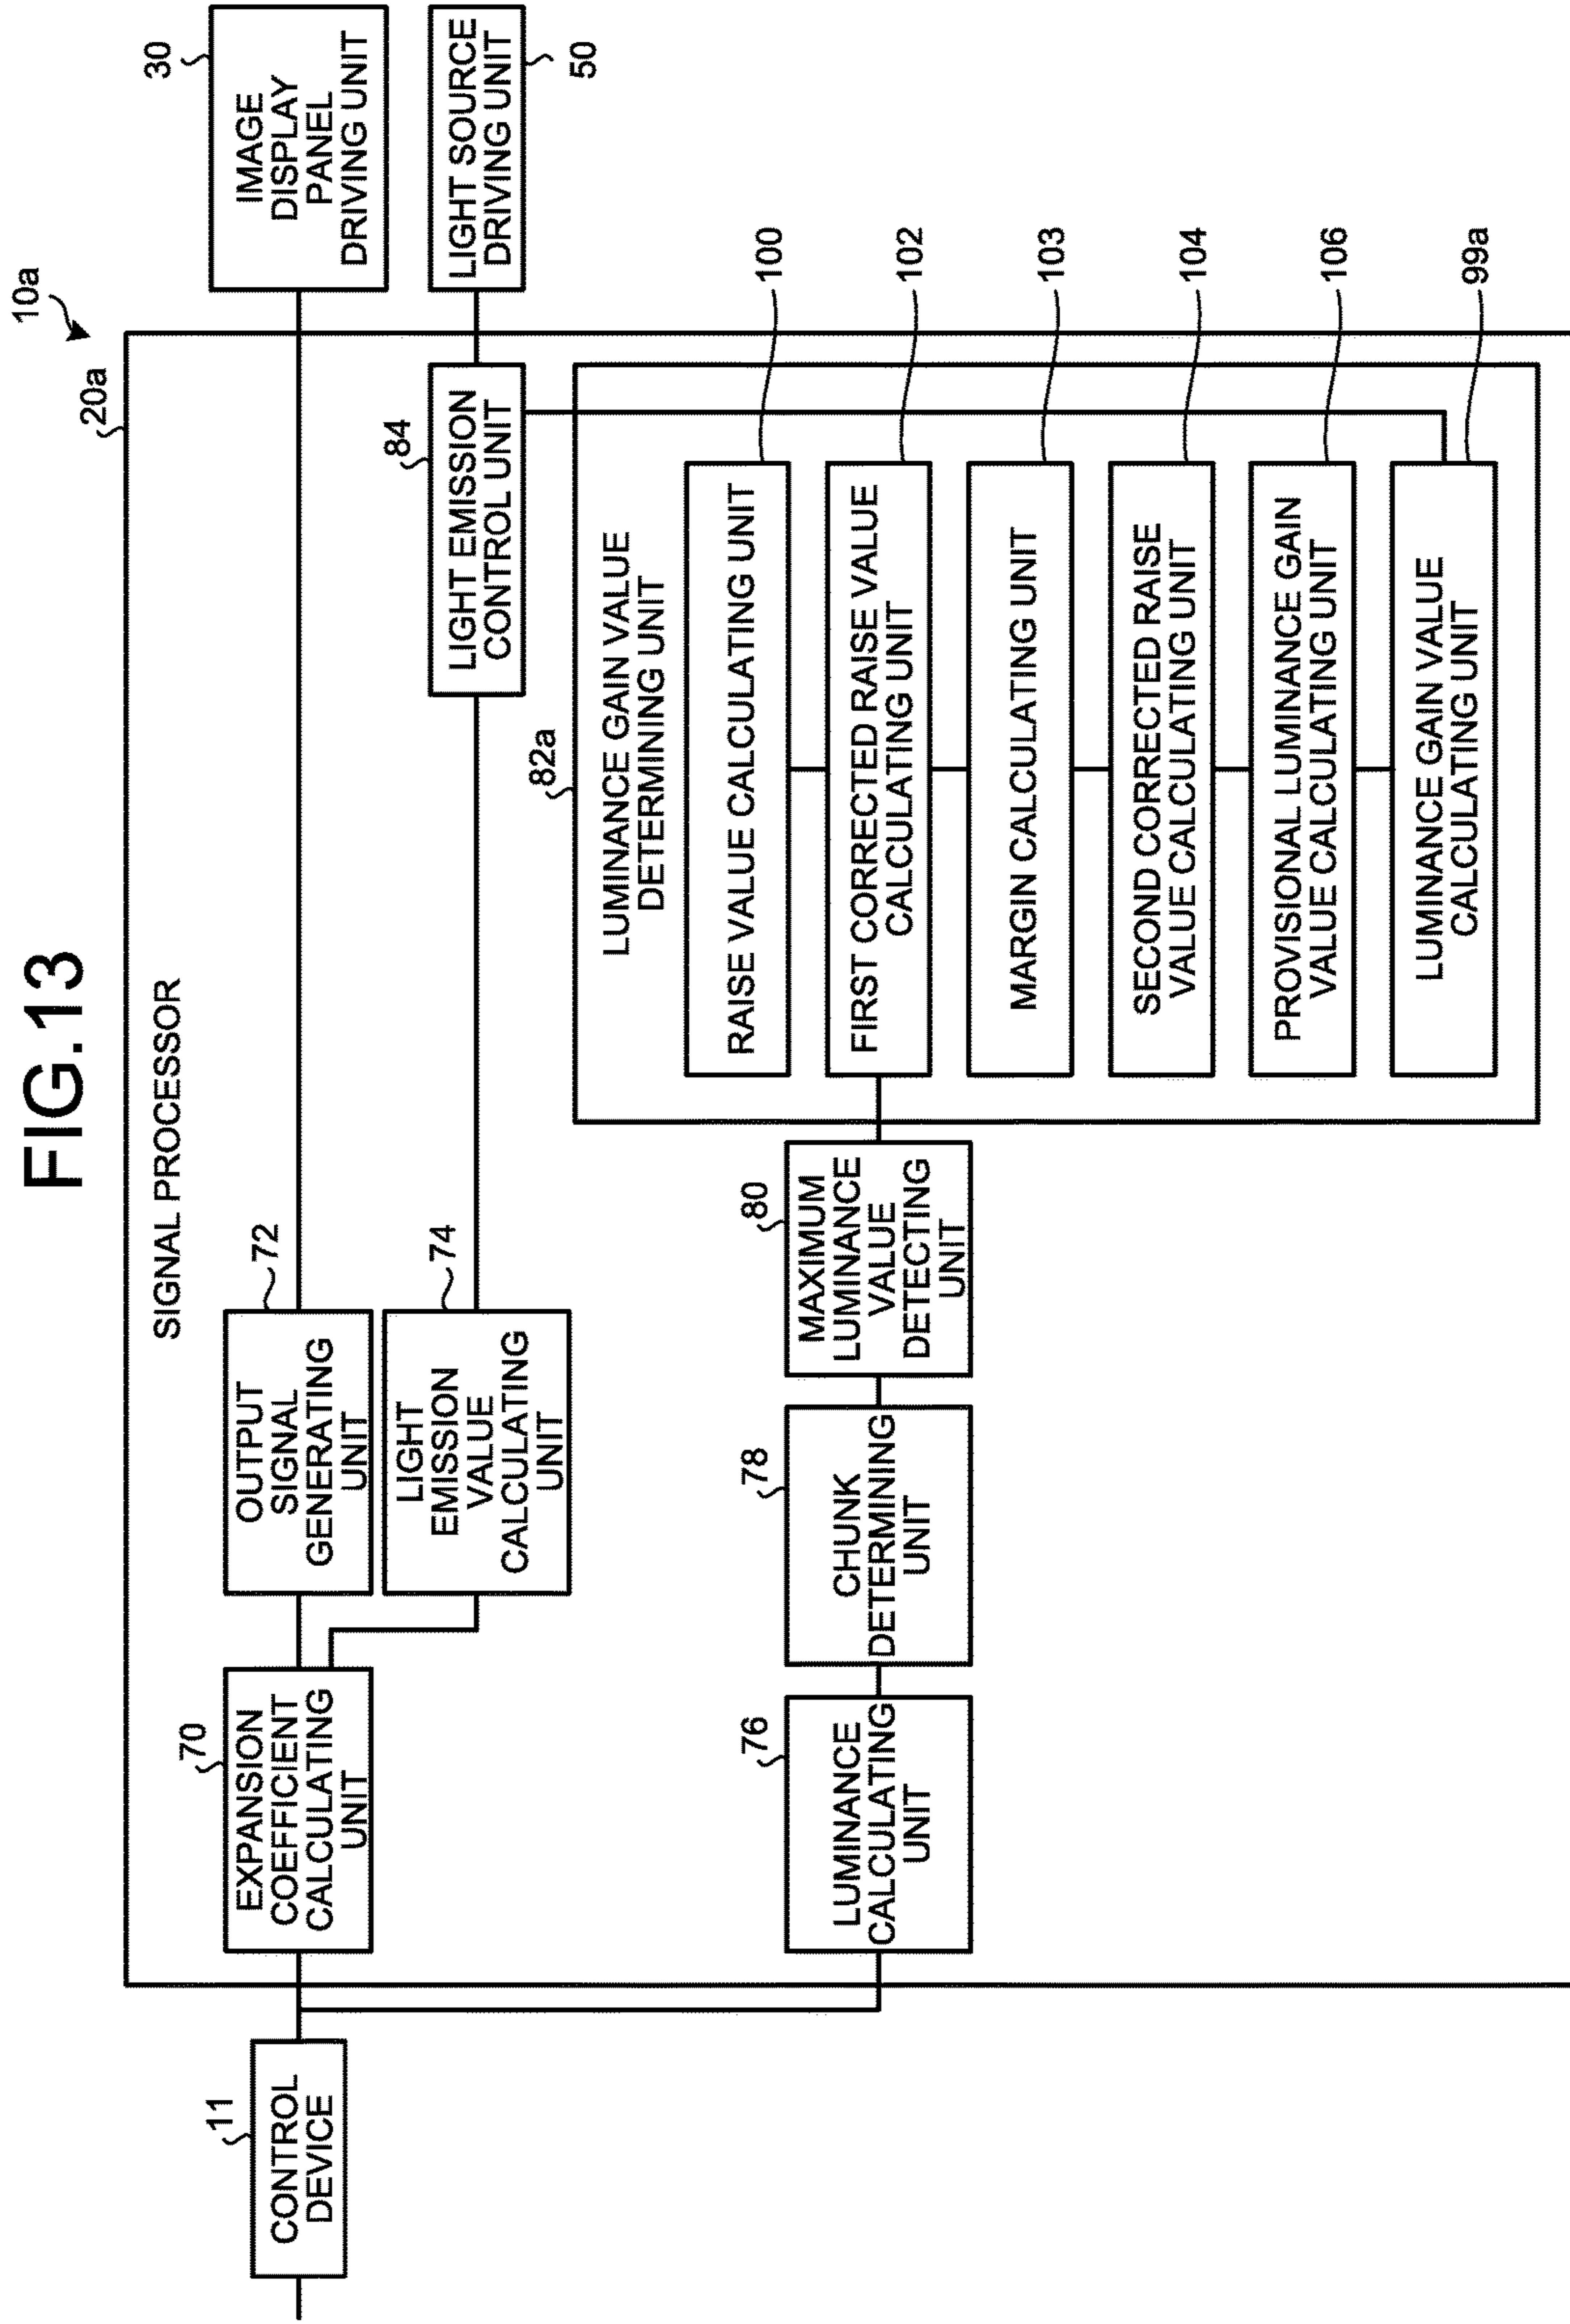 FIG.13
10a
20a
SIGNAL PROCESSOR
11
CONTROL
DEVICE
70
EXPANSION
COEFFICIENT
CALCULATING
UNIT
72
OUTPUT
SIGNAL
GENERATING
UNIT
30
IMAGE
DISPLAY
PANEL
DRIVING UNIT
74
LIGHT
EMISSION
VALUE
CALCULATING
UNIT
84
LIGHT EMISSION
CONTROL UNIT
LIGHT SOURCE
DRIVING UNIT
50
76
LUMINANCE
CALCULATING
UNIT
78
CHUNK
DETERMINING
UNIT
80
MAXIMUM
LUMINANCE
VALUE
DETECTING
UNIT
82a
LUMINANCE GAIN VALUE
DETERMINING UNIT
RAISE VALUE CALCULATING UNIT
100
FIRST CORRECTED RAISE VALUE
CALCULATING UNIT
102
MARGIN CALCULATING UNIT
103
SECOND CORRECTED RAISE
VALUE CALCULATING UNIT
104
PROVISIONAL LUMINANCE GAIN
VALUE CALCULATING UNIT
106
LUMINANCE GAIN VALUE
CALCULATING UNIT
99a